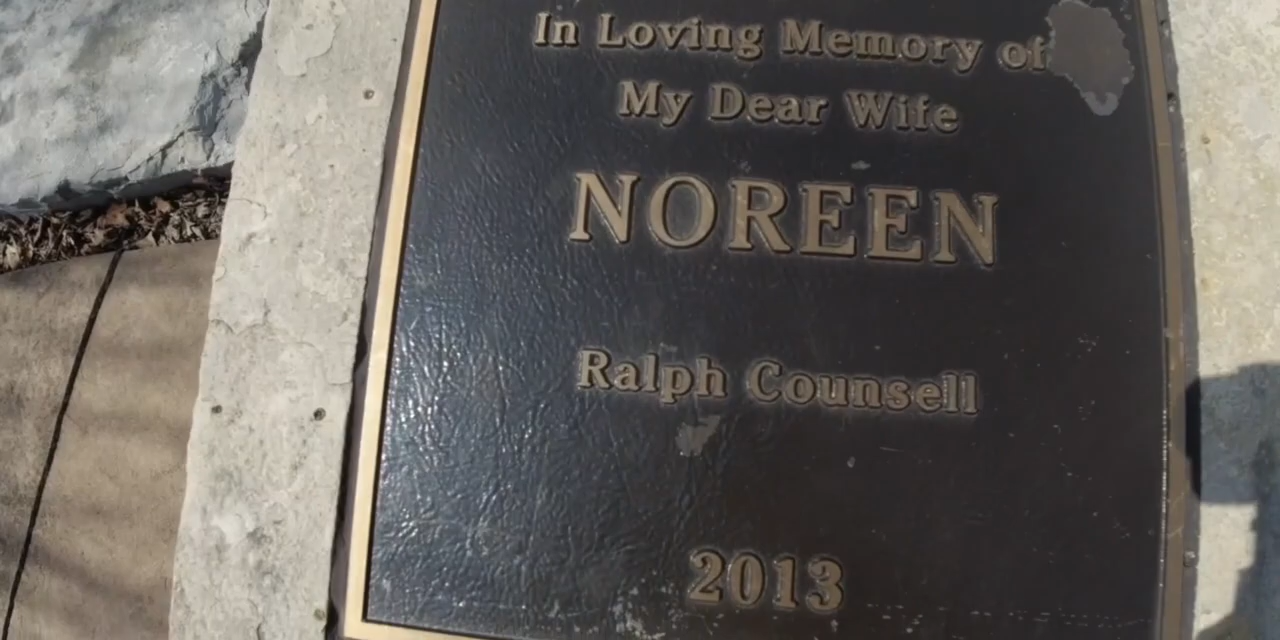 In Loving Memory of
My Dear Wife
NOREEN
Ralph Counsell
2013